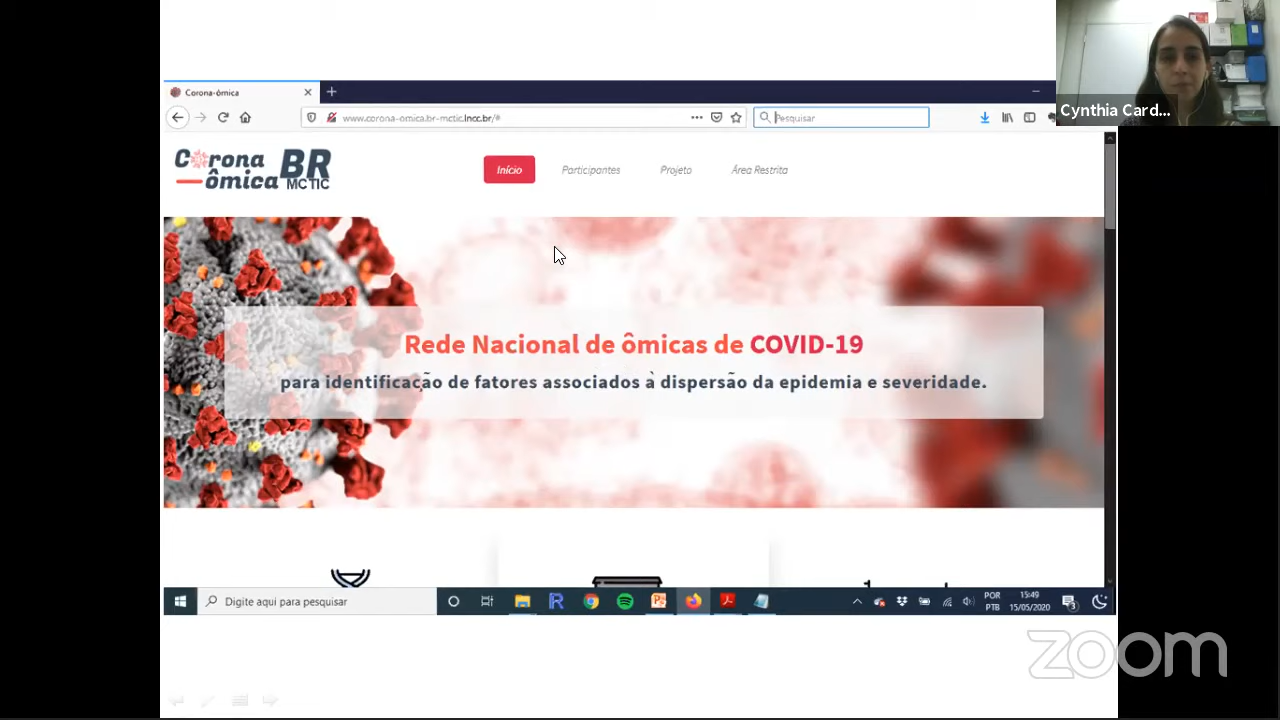 Corona-ômica
www.corona-omica.br-mctic.lncc.br/#
Pesquisar
Cynthia Card...
Corona
BR
ômica
MCTIC
Início
Participantes
Projeto
Área Restrita
Rede Nacional de ômicas de COVID-19
para identificação de fatores associados à dispersão da epidemia e severidade.
Digite aqui para pesquisar
POR
PTB
15:49
15/05/2020
3
zoom